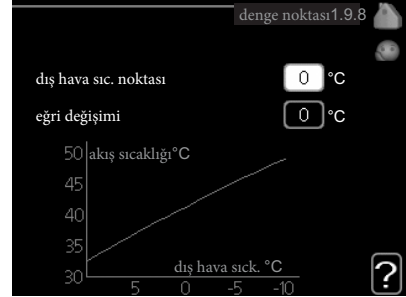 denge noktası1.9.8
dış hava sıc. noktası 0 °C
eğri değişimi 0 °C
50 akış sıcaklığı°C
45
40
35
30
dış hava sıck. °C
5 0 -5 -10
?